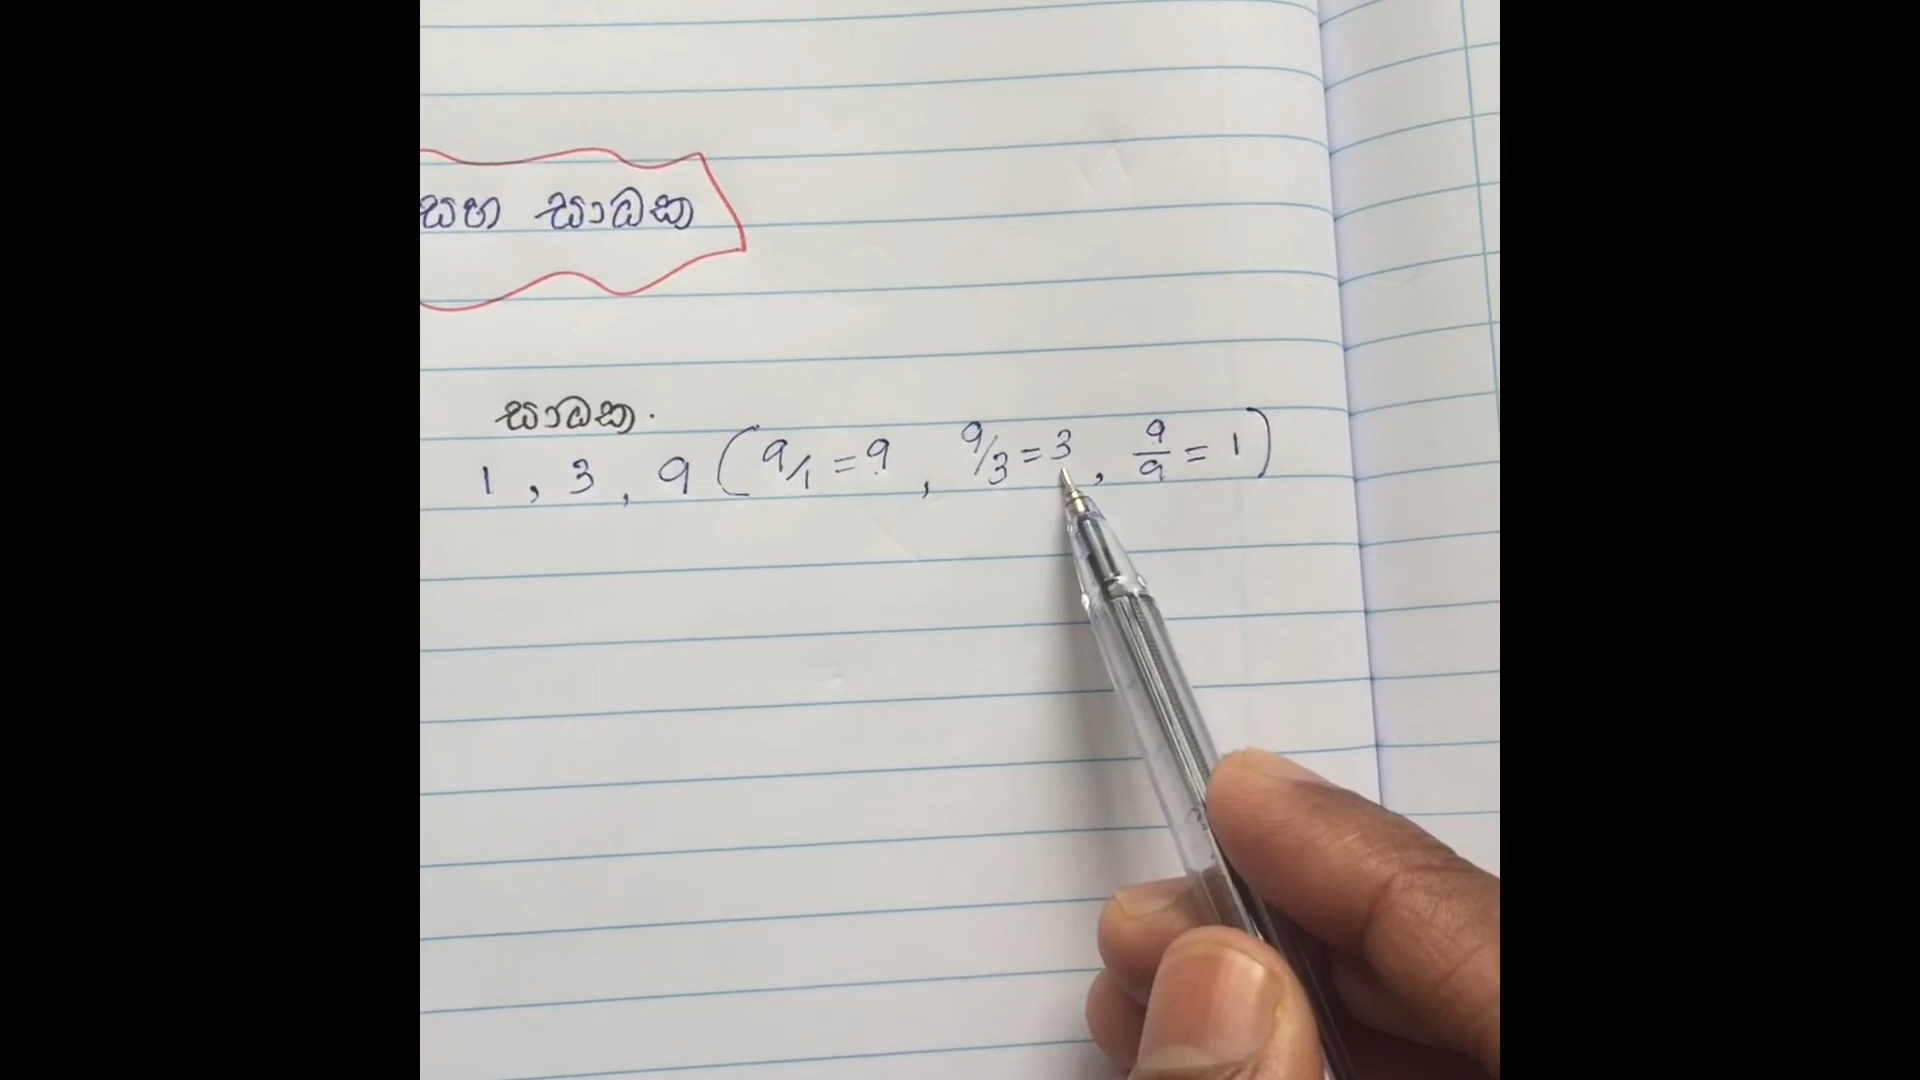 සහ සාධක
සාධක.
1 , 3 , 9 ( 9/1 = 9 , 9/3 = 3 , 9/9 = 1 )